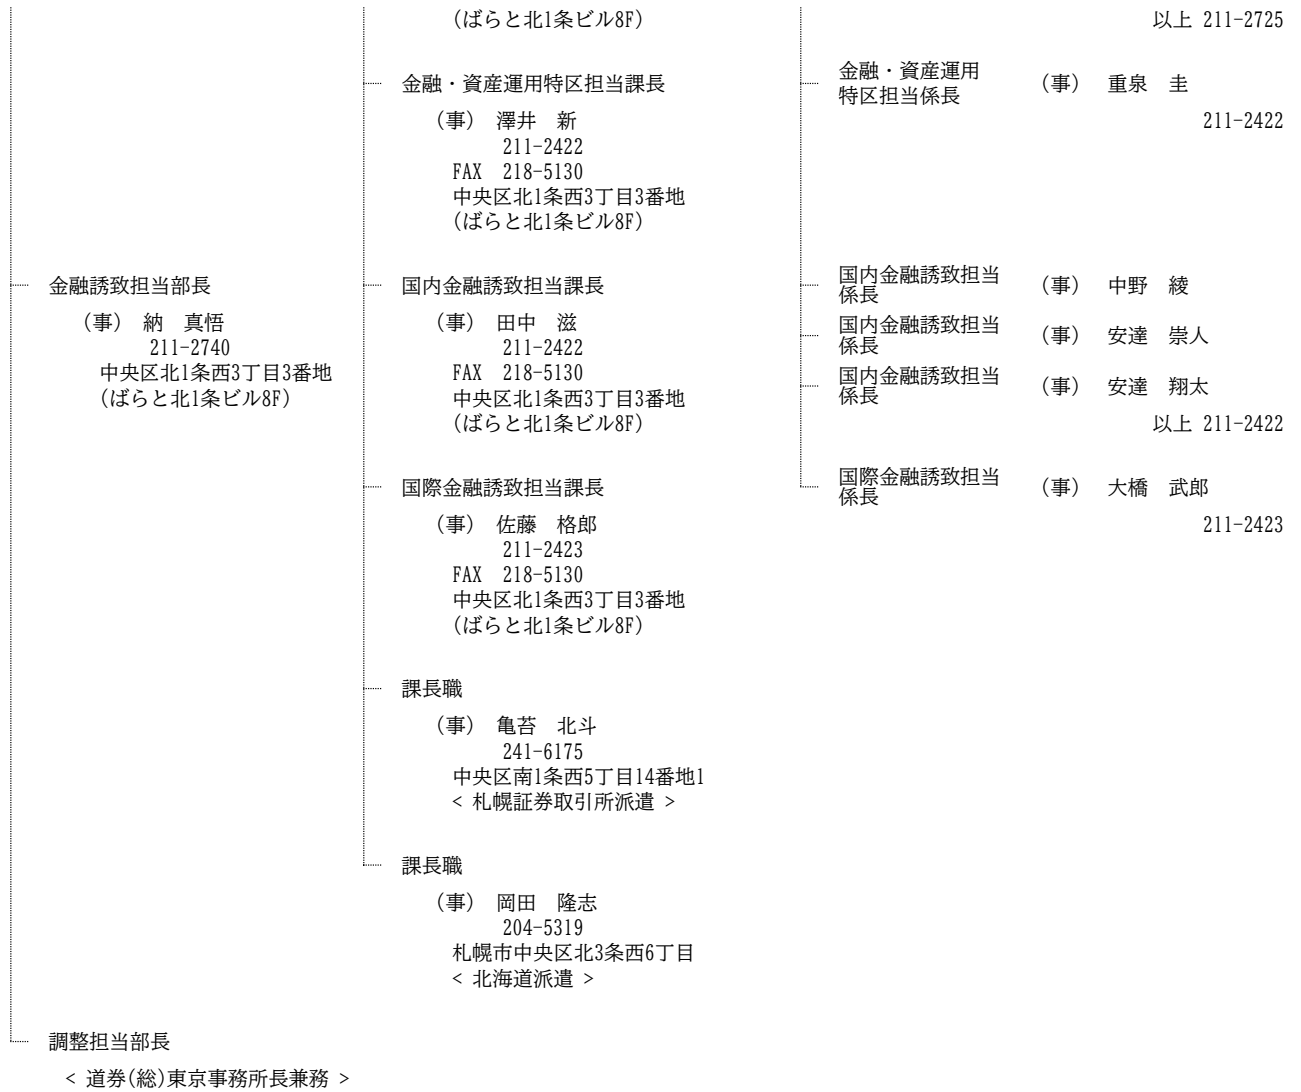 (ばらと北1条ビル8F)
以上 211-2725
金融・資産運用特区担当課長
(事) 澤井 新
211-2422
FAX 218-5130
中央区北1条西3丁目3番地
(ばらと北1条ビル8F)
金融・資産運用
特区担当係長
(事) 重泉 圭
211-2422
金融誘致担当部長
(事) 納 真悟
211-2740
中央区北1条西3丁目3番地
(ばらと北1条ビル8F)
国内金融誘致担当課長
(事) 田中 滋
211-2422
FAX 218-5130
中央区北1条西3丁目3番地
(ばらと北1条ビル8F)
国内金融誘致担当
係長
(事) 中野 綾
国内金融誘致担当
係長
(事) 安達 崇人
国内金融誘致担当
係長
(事) 安達 翔太
以上 211-2422
国際金融誘致担当課長
(事) 佐藤 格郎
211-2423
FAX 218-5130
中央区北1条西3丁目3番地
(ばらと北1条ビル8F)
国際金融誘致担当
係長
(事) 大橋 武郎
211-2423
課長職
(事) 亀苔 北斗
241-6175
中央区南1条西5丁目14番地1
< 札幌証券取引所派遣 >
課長職
(事) 岡田 隆志
204-5319
札幌市中央区北3条西6丁目
< 北海道派遣 >
調整担当部長
< 道券(総)東京事務所長兼務 >